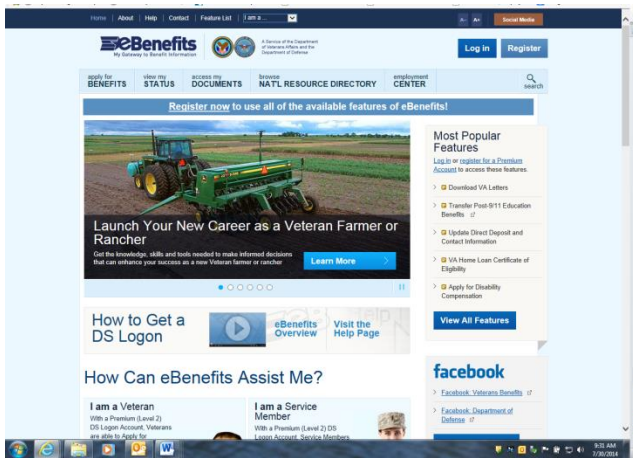 Home | About | Help | Contact | Feature List | I am a ...
A- A+ Social Media
eBenefits
My Gateway to Benefit Information
A Service of the Department
of Veterans Affairs and the
Department of Defense
Log in Register
apply for
BENEFITS
view my
STATUS
access my
DOCUMENTS
browse
NAT'L RESOURCE DIRECTORY
employment
CENTER
search
Register now to use all of the available features of eBenefits!
Launch Your New Career as a Veteran Farmer or
Rancher
Get the knowledge, skills and tools needed to make informed decisions
that can enhance your success as a new Veteran farmer or rancher
Learn More
Most Popular
Features
Log in or register for a Premium
Account to access these features.
Download VA Letters
Transfer Post-9/11 Education
Benefits
Update Direct Deposit and
Contact Information
VA Home Loan Certificate of
Eligibility
Apply for Disability
Compensation
View All Features
How to Get a
DS Logon
eBenefits
Overview
Visit the
Help Page
How Can eBenefits Assist Me?
I am a Veteran
With a Premium (Level 2)
DS Logon Account, Veterans
are able to Apply for
I am a Service
Member
With a Premium (Level 2) DS
Logon Account, Service Members
facebook
Facebook: Veterans Benefits
Facebook: Department of
Defense
9:31 AM
7/30/2014